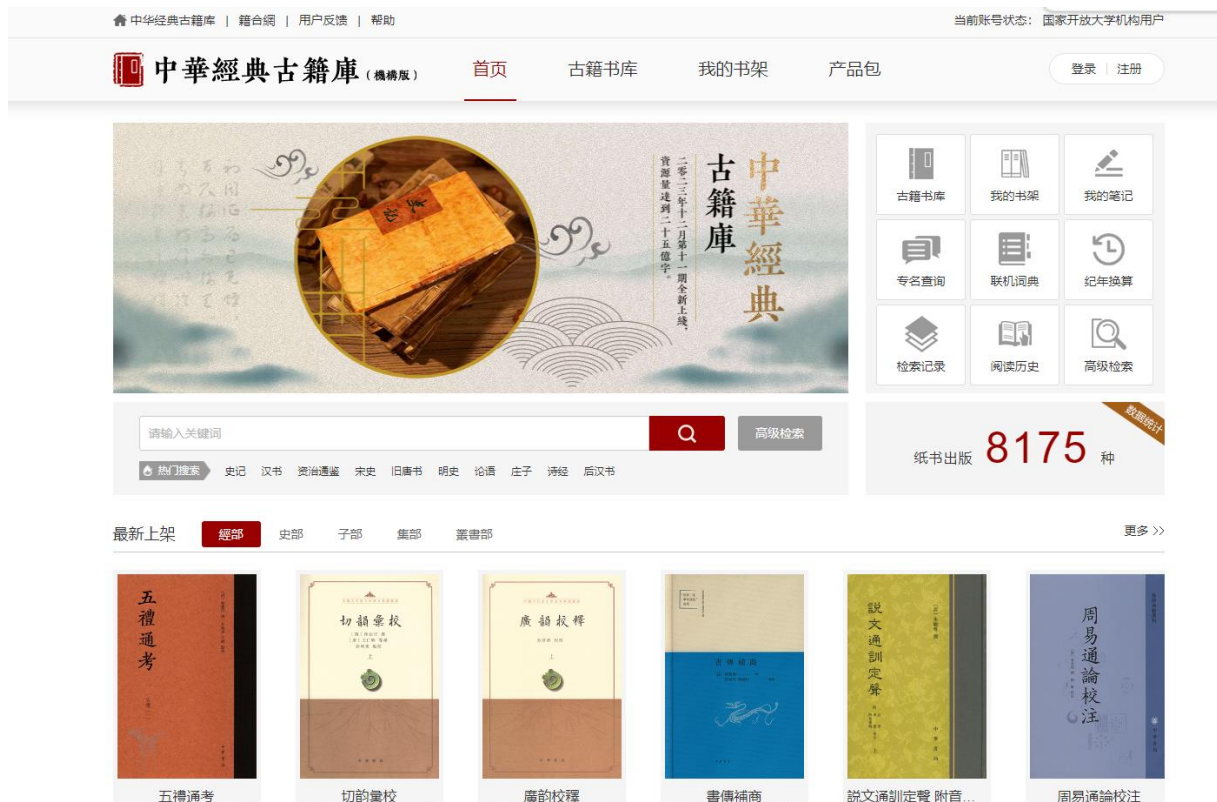 中华经典古籍库 | 籍合網 | 用户反馈 | 帮助
当前账号状态： 国家开放大学机构用户
中華經典古籍庫（機構版）
首页 古籍书库 我的书架 产品包
登录 | 注册
中華經典
古籍庫
二零二三年十二月第十一期全新上綫，
資源量達到二十五億字。
古籍书库 我的书架 我的笔记
专名查询 联机词典 纪年换算
检索记录 阅读历史 高级检索
请输入关键词
高级检索
热门搜索 史记 汉书 资治通鉴 宋史 旧唐书 明史 论语 庄子 诗经 后汉书
数据统计
纸书出版 8175 种
最新上架 經部 史部 子部 集部 叢書部
更多 >>
五禮通考
切韻彙校
上
廣韻校釋
上
書傳補商
説文通訓定聲
周易通論校注
五禮通考 切韵彙校 廣韵校釋 書傳補商 説文通訓定聲 附音... 周易通論校注